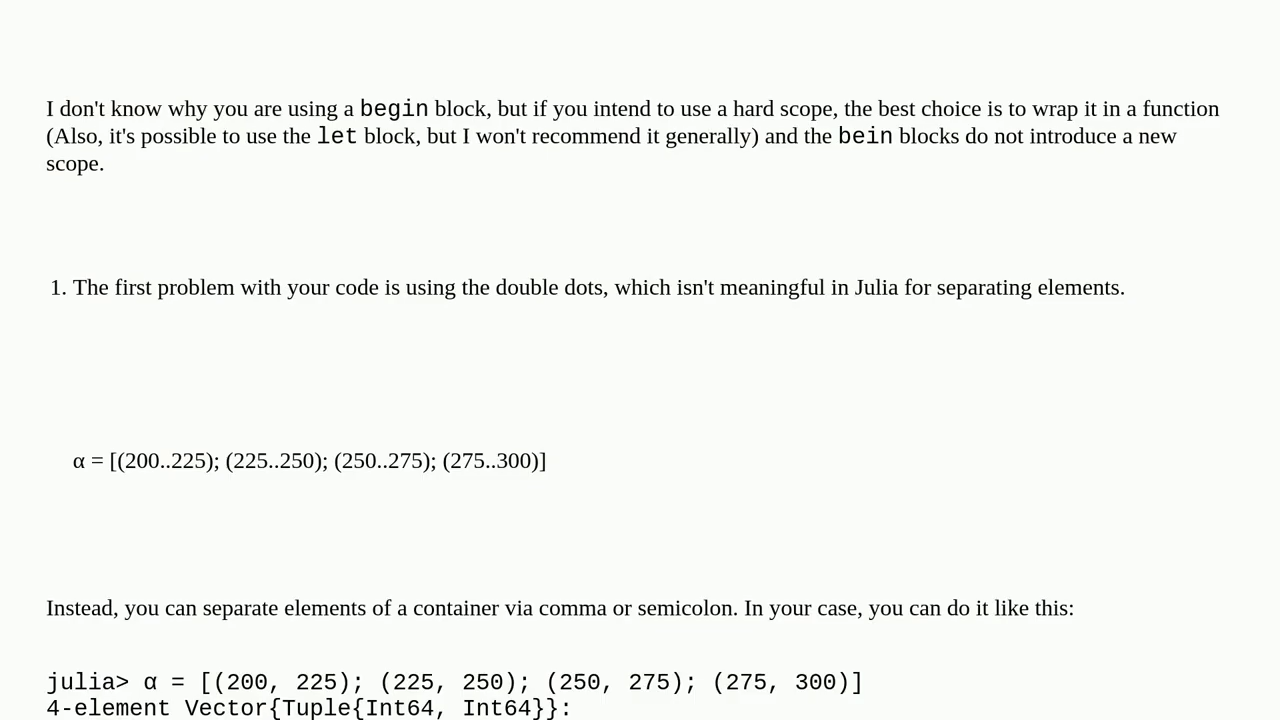 I don't know why you are using a begin block, but if you intend to use a hard scope, the best choice is to wrap it in a function
(Also, it's possible to use the let block, but I won't recommend it generally) and the bein blocks do not introduce a new
scope.
1. The first problem with your code is using the double dots, which isn't meaningful in Julia for separating elements.
α = [(200..225); (225..250); (250..275); (275..300)]
Instead, you can separate elements of a container via comma or semicolon. In your case, you can do it like this:
julia> α = [(200, 225); (225, 250); (250, 275); (275, 300)]
4-element Vector{Tuple{Int64, Int64}}: